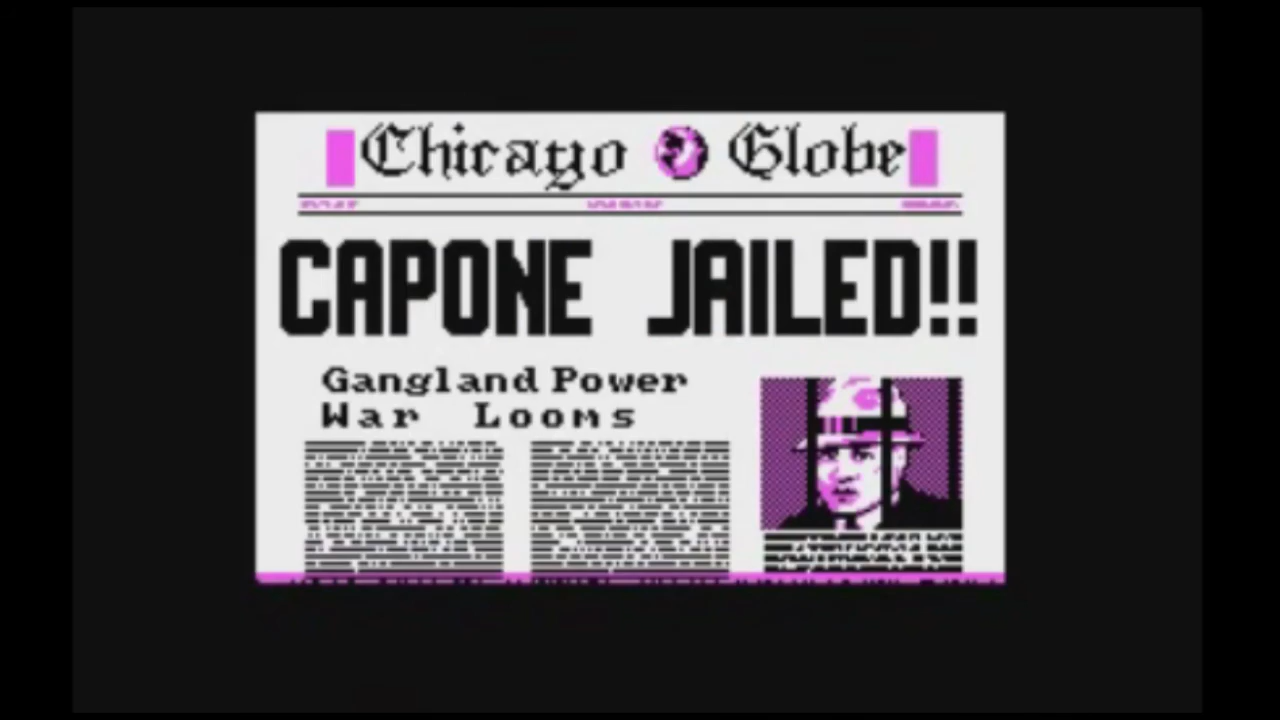 Chicago Globe
CAPONE JAILED!!
Gangland Power
War Looms